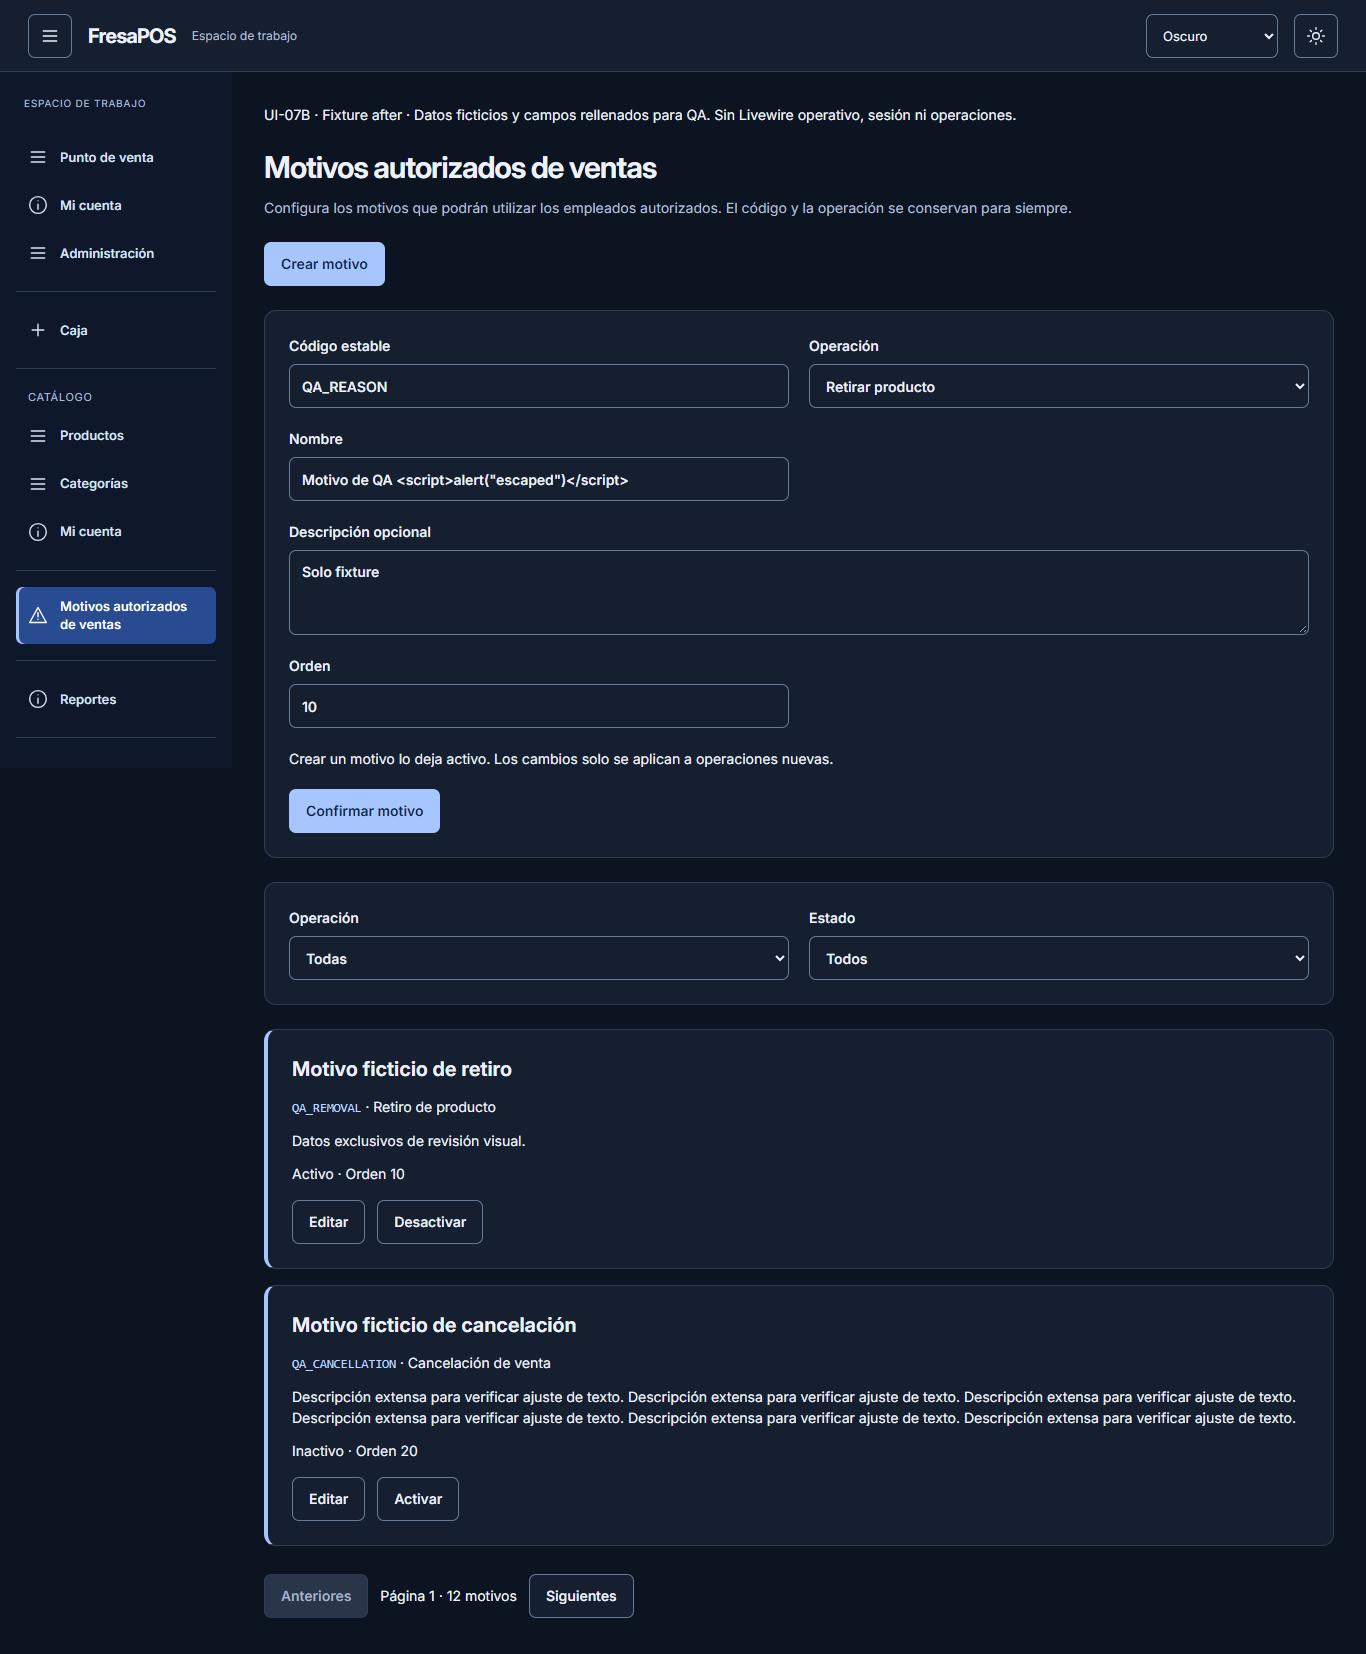 FresaPOS
Espacio de trabajo
Oscuro
ESPACIO DE TRABAJO
Punto de venta
Mi cuenta
Administración
Caja
CATÁLOGO
Productos
Categorías
Mi cuenta
Motivos autorizados
de ventas
Reportes
UI-07B · Fixture after · Datos ficticios y campos rellenados para QA. Sin Livewire operativo, sesión ni operaciones.
Motivos autorizados de ventas
Configura los motivos que podrán utilizar los empleados autorizados. El código y la operación se conservan para siempre.
Crear motivo
Código estable
QA_REASON
Operación
Retirar producto
Nombre
Motivo de QA <script>alert("escaped")</script>
Descripción opcional
Solo fixture
Orden
10
Crear un motivo lo deja activo. Los cambios solo se aplican a operaciones nuevas.
Confirmar motivo
Operación
Todas
Estado
Todos
Motivo ficticio de retiro
QA_REMOVAL · Retiro de producto
Datos exclusivos de revisión visual.
Activo · Orden 10
Editar
Desactivar
Motivo ficticio de cancelación
QA_CANCELLATION · Cancelación de venta
Descripción extensa para verificar ajuste de texto. Descripción extensa para verificar ajuste de texto. Descripción extensa para verificar ajuste de texto.
Descripción extensa para verificar ajuste de texto. Descripción extensa para verificar ajuste de texto. Descripción extensa para verificar ajuste de texto.
Inactivo · Orden 20
Editar
Activar
Anteriores
Página 1 · 12 motivos
Siguientes